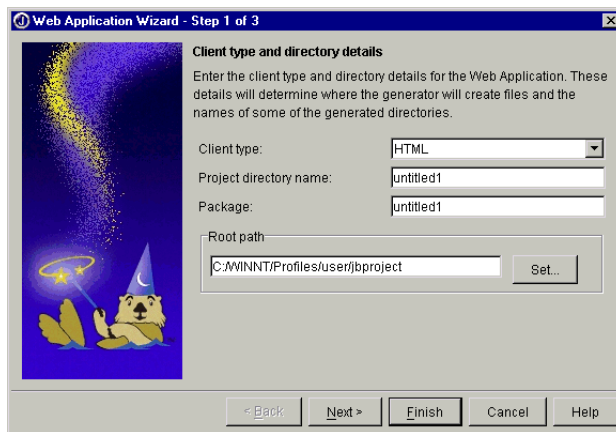 Web Application Wizard - Step 1 of 3
Client type and directory details
Enter the client type and directory details for the Web Application. These
details will determine where the generator will create files and the
names of some of the generated directories.
Client type: HTML
Project directory name: untitled1
Package: untitled1
Root path
C:/WINNT/Profiles/user/jbproject Set...
< Back Next > Finish Cancel Help